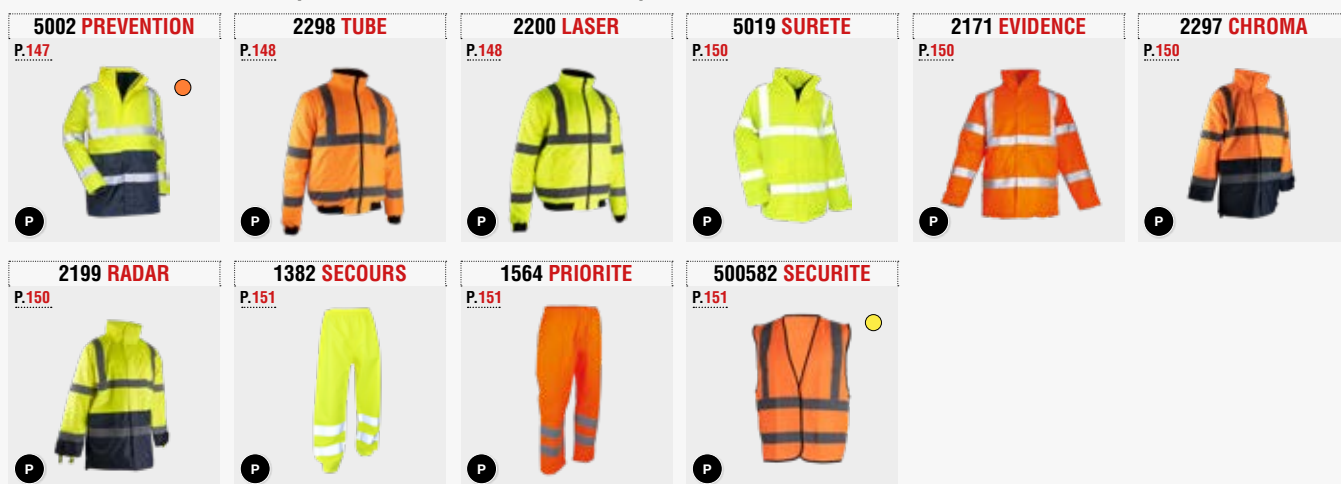 5002 PREVENTION
P.147
P
2298 TUBE
P.148
P
2200 LASER
P.148
P
5019 SURETE
P.150
P
2171 EVIDENCE
P.150
P
2297 CHROMA
P.150
P
2199 RADAR
P.150
P
1382 SECOURS
P.151
P
1564 PRIORITE
P.151
P
500582 SECURITE
P.151
P